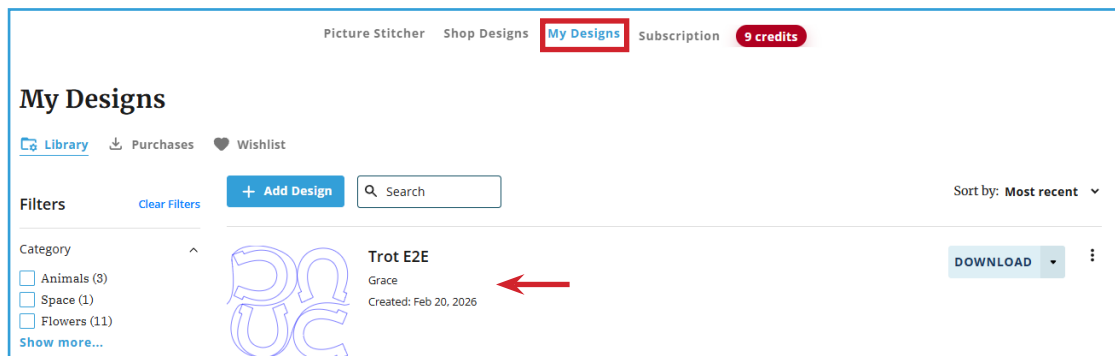 Picture Stitcher Shop Designs My Designs Subscription 9 credits
My Designs
Library Purchases Wishlist
Filters Clear Filters
+ Add Design Search Sort by: Most recent
Category
Animals (3)
Space (1)
Flowers (11)
Show more...
Trot E2E
Grace
Created: Feb 20, 2026
DOWNLOAD